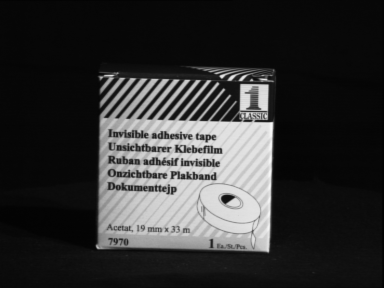 1
CLASSIC
Invisible adhesive tape
Unsichtbarer Klebefilm
Ruban adhésif invisible
Onzichtbare Plakband
Dokumenttejp
Acetat, 19 mm x 33 m
7970
1 Ea./St./Pce.